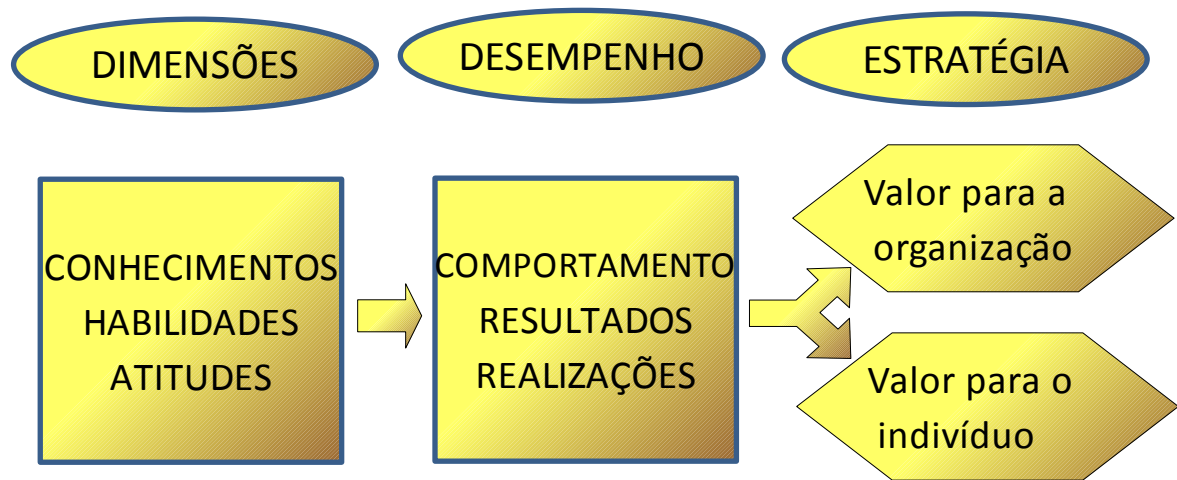 DIMENSÕES
DESEMPENHO
ESTRATÉGIA
CONHECIMENTOS
HABILIDADES
ATITUDES
COMPORTAMENTO
RESULTADOS
REALIZAÇÕES
Valor para a
organização
Valor para o
indivíduo